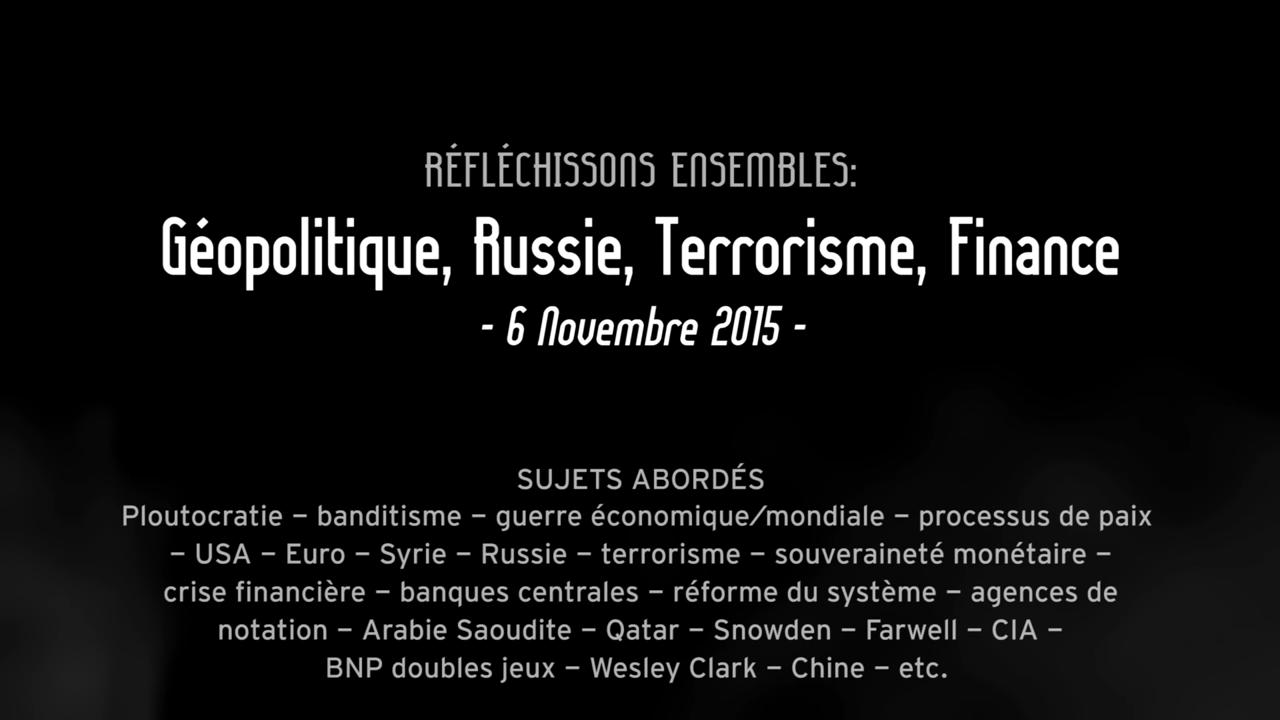 RÉFLÉCHISSONS ENSEMBLES:
Géopolitique, Russie, Terrorisme, Finance
- 6 Novembre 2015 -
SUJETS ABORDÉS
Ploutocratie – banditisme – guerre économique/mondiale – processus de paix
– USA – Euro – Syrie – Russie – terrorisme – souveraineté monétaire –
crise financière – banques centrales – réforme du système – agences de
notation – Arabie Saoudite – Qatar – Snowden – Farwell – CIA –
BNP doubles jeux – Wesley Clark – Chine – etc.